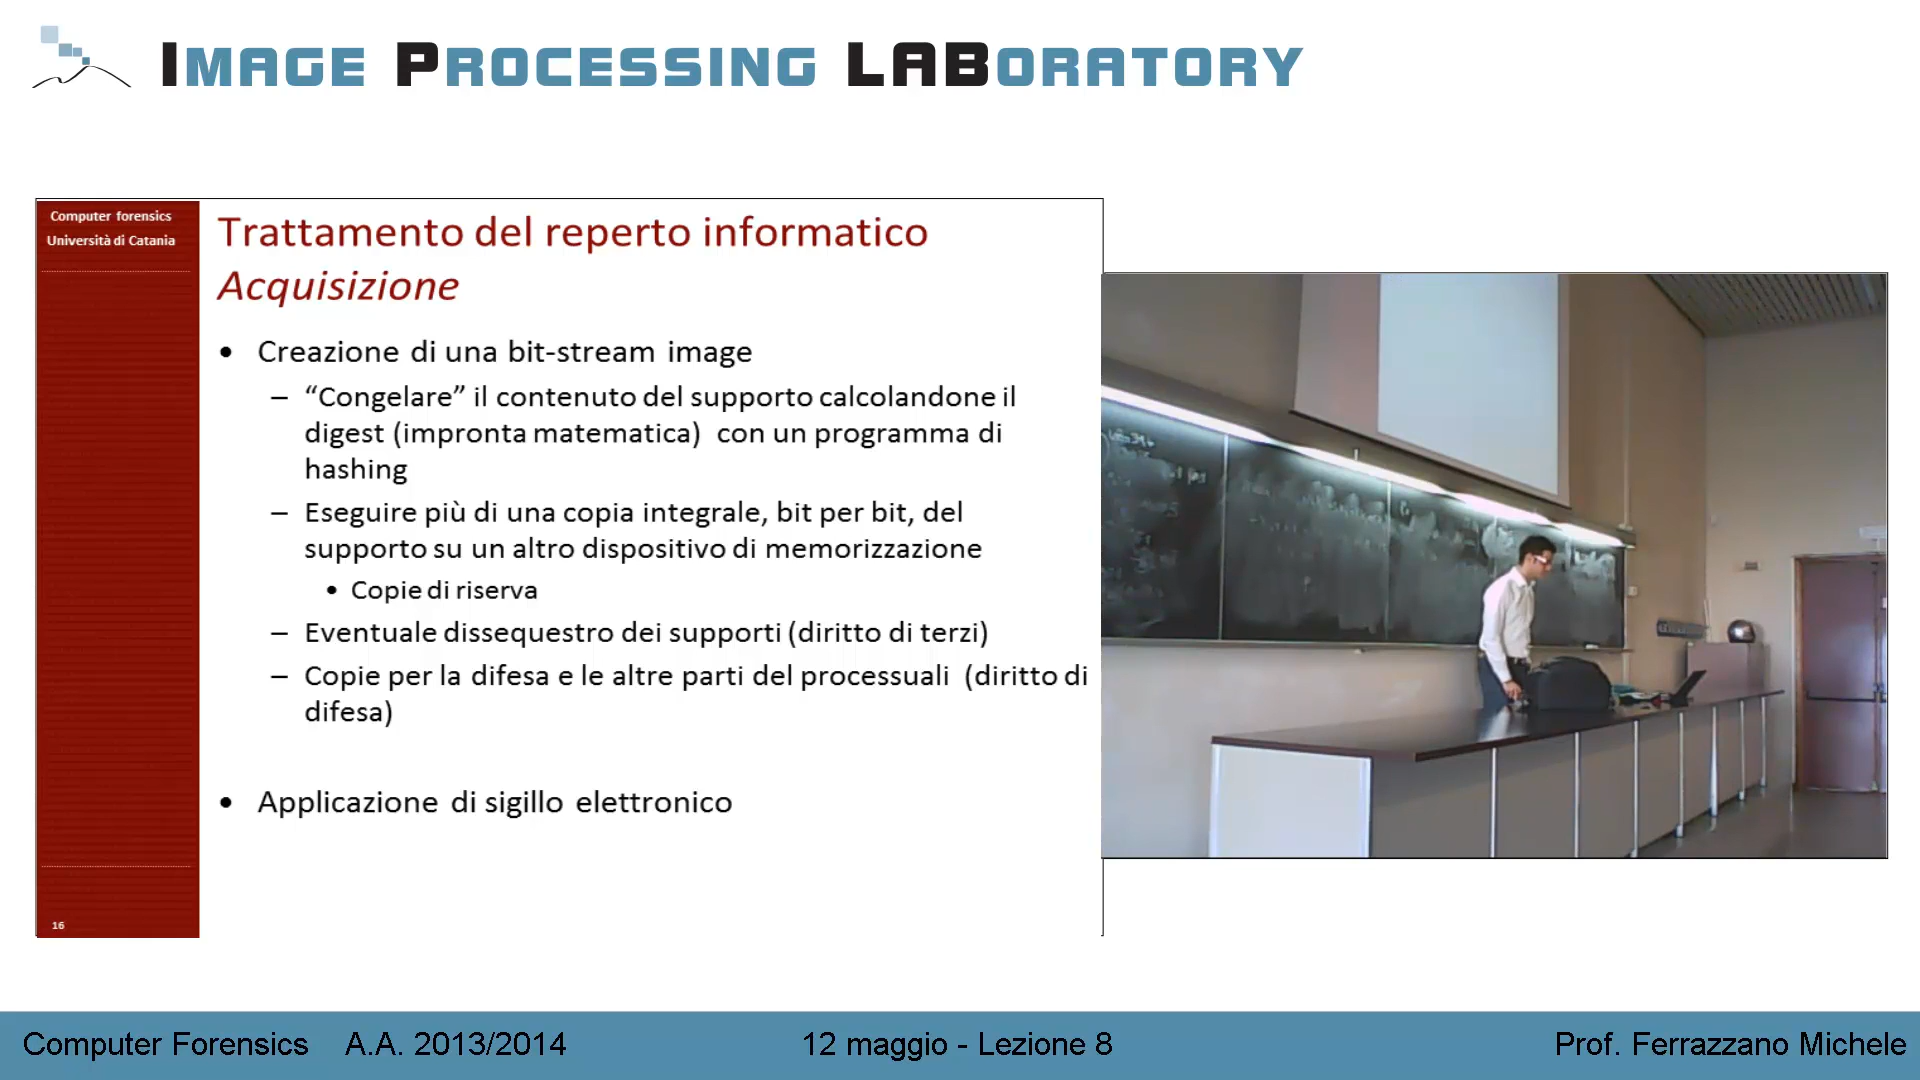 IMAGE PROCESSING LABORATORY
Computer forensics
Università di Catania
Trattamento del reperto informatico
Acquisizione
• Creazione di una bit-stream image
– “Congelare” il contenuto del supporto calcolandone il
digest (impronta matematica) con un programma di
hashing
– Eseguire più di una copia integrale, bit per bit, del
supporto su un altro dispositivo di memorizzazione
• Copie di riserva
– Eventuale dissequestro dei supporti (diritto di terzi)
– Copie per la difesa e le altre parti del processuali (diritto di
difesa)
• Applicazione di sigillo elettronico
16
Computer Forensics A.A. 2013/2014
12 maggio - Lezione 8
Prof. Ferrazzano Michele